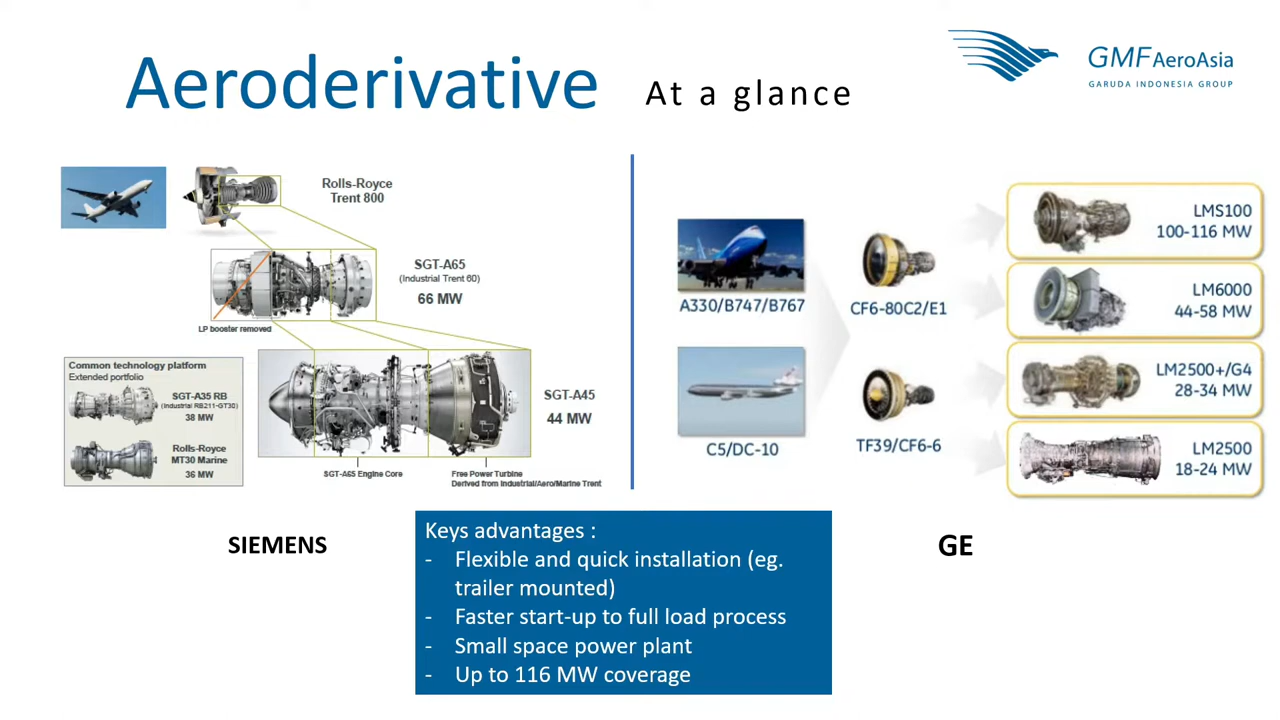 Aeroderivative At a glance
GMF AeroAsia
GARUDA INDONESIA GROUP
Rolls-Royce
Trent 800
SGT-A65
(Industrial Trent 60)
66 MW
LP booster removed
Common technology platform
Extended portfolio
SGT-A35 RB
(Industrial RB211-GT30)
38 MW
Rolls-Royce
MT30 Marine
36 MW
SGT-A45
44 MW
SGT-A65 Engine Core
Free Power Turbine
Derived from Industrial/Aero/Marine Trent
SIEMENS
A330/B747/B767
C5/DC-10
CF6-80C2/E1
TF39/CF6-6
LMS100
100-116 MW
LM6000
44-58 MW
LM2500+/G4
28-34 MW
LM2500
18-24 MW
GE
Keys advantages :
- Flexible and quick installation (eg.
trailer mounted)
- Faster start-up to full load process
- Small space power plant
- Up to 116 MW coverage